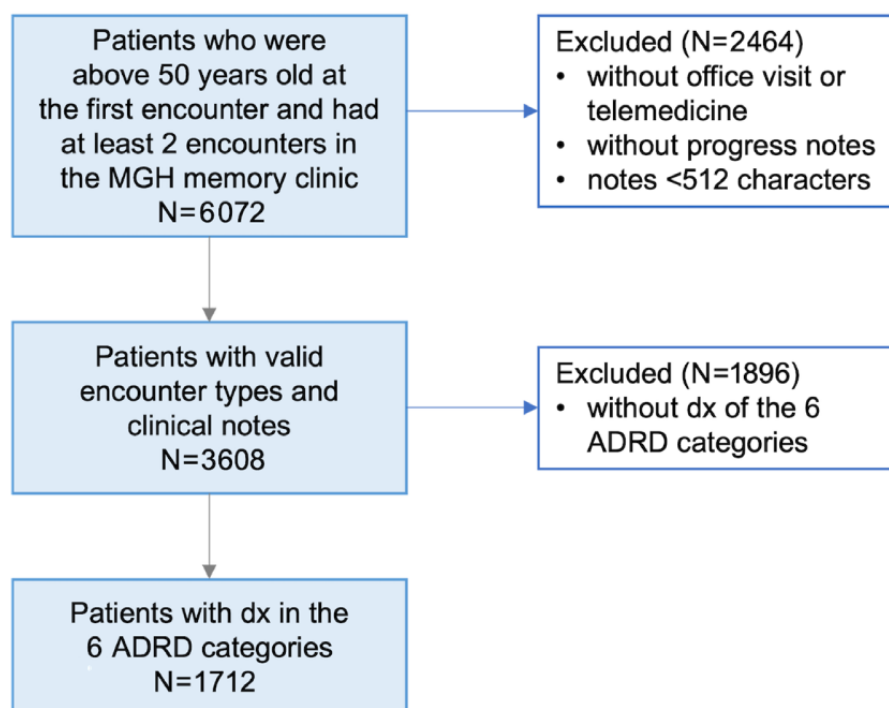 Patients who were
above 50 years old at
the first encounter and had
at least 2 encounters in
the MGH memory clinic
N=6072
Excluded (N=2464)
• without office visit or
telemedicine
• without progress notes
• notes <512 characters
Patients with valid
encounter types and
clinical notes
N=3608
Excluded (N=1896)
• without dx of the 6
ADRD categories
Patients with dx in the
6 ADRD categories
N=1712